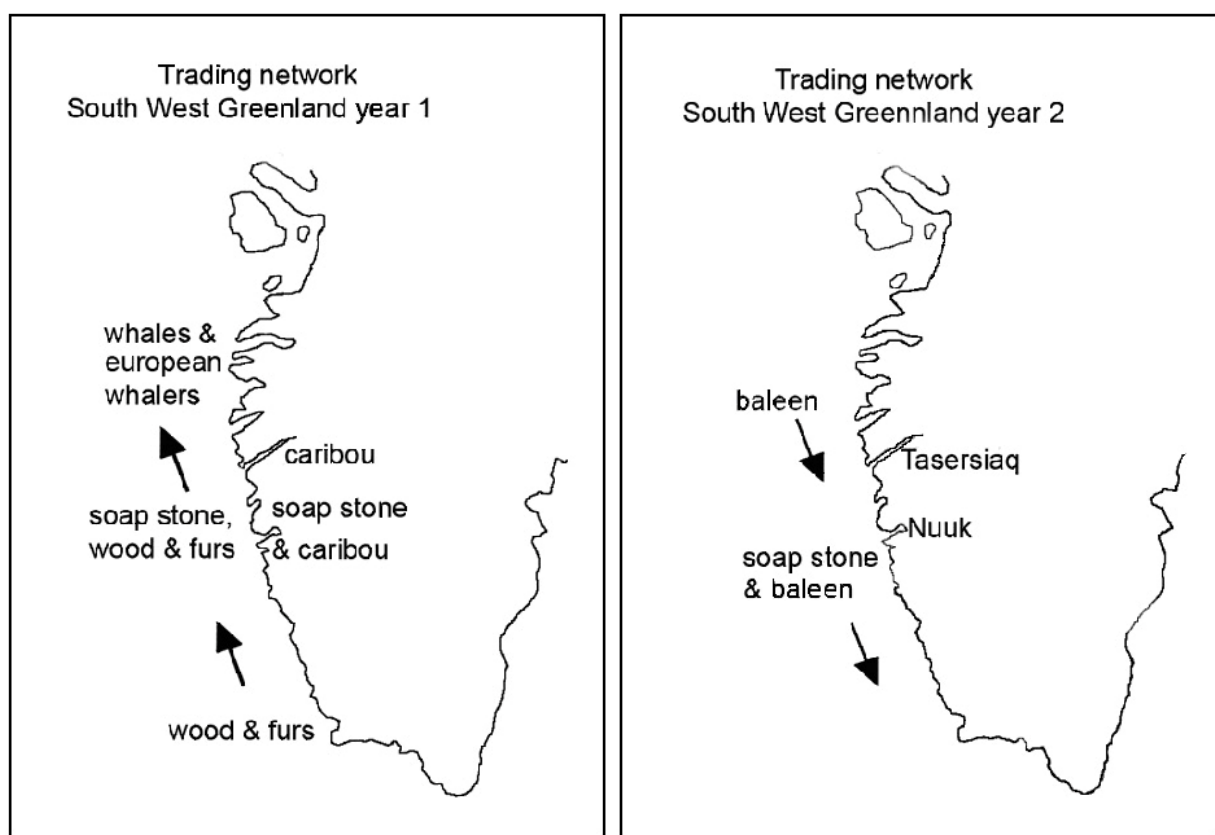 Trading network
South West Greenland year 1
whales &
european
whalers
caribou
soap stone,
wood & furs
soap stone
& caribou
wood & furs
Trading network
South West Greennland year 2
baleen
Tasersiaq
Nuuk
soap stone
& baleen